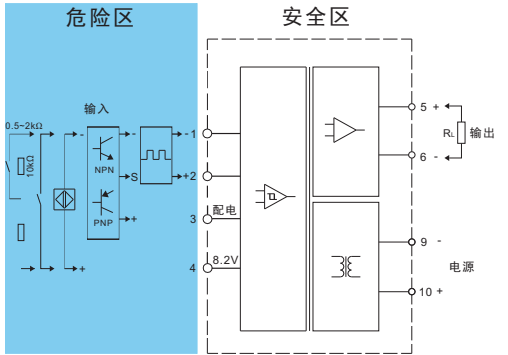 危险区
安全区
输入
0.5~2kΩ
10kΩ
-
-
- 1
NPN
S
+2
PNP
+
+
3
配电
4
8.2V
5 +
6 -
RL
输出
9 -
10 +
电源